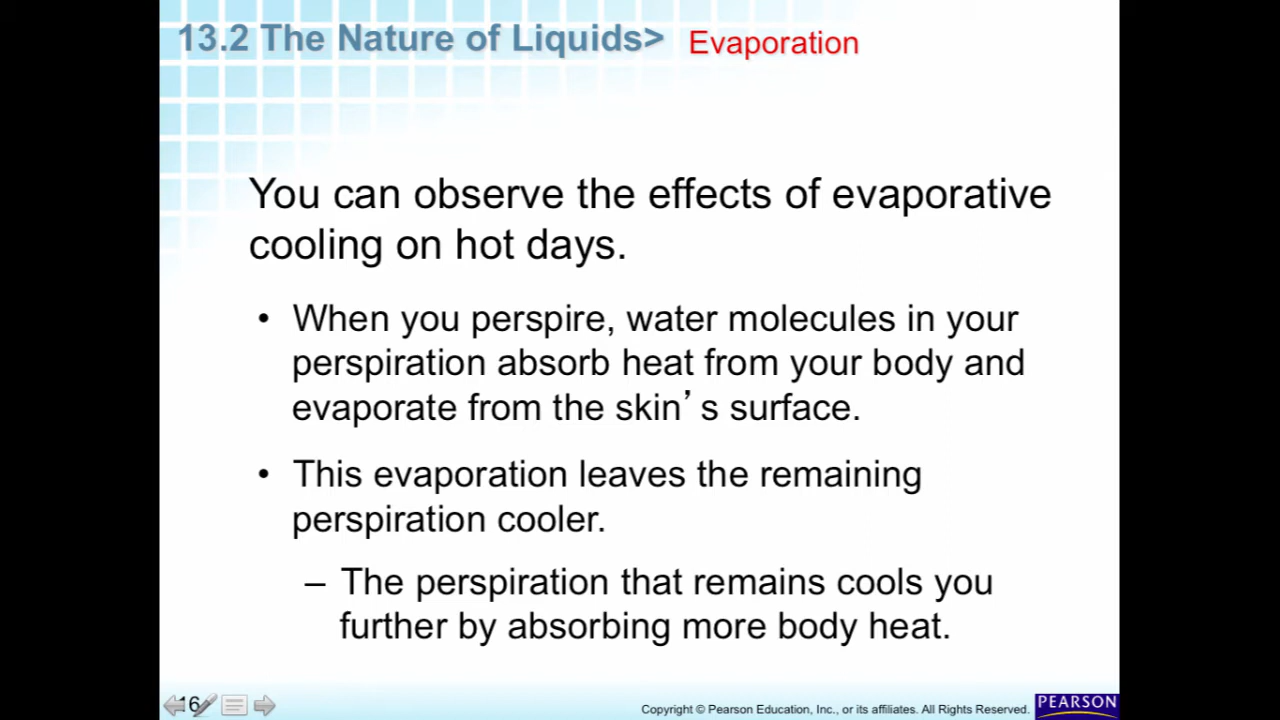 13.2 The Nature of Liquids> Evaporation
You can observe the effects of evaporative
cooling on hot days.
• When you perspire, water molecules in your
perspiration absorb heat from your body and
evaporate from the skin’s surface.
• This evaporation leaves the remaining
perspiration cooler.
– The perspiration that remains cools you
further by absorbing more body heat.
16
Copyright © Pearson Education, Inc., or its affiliates. All Rights Reserved.
PEARSON